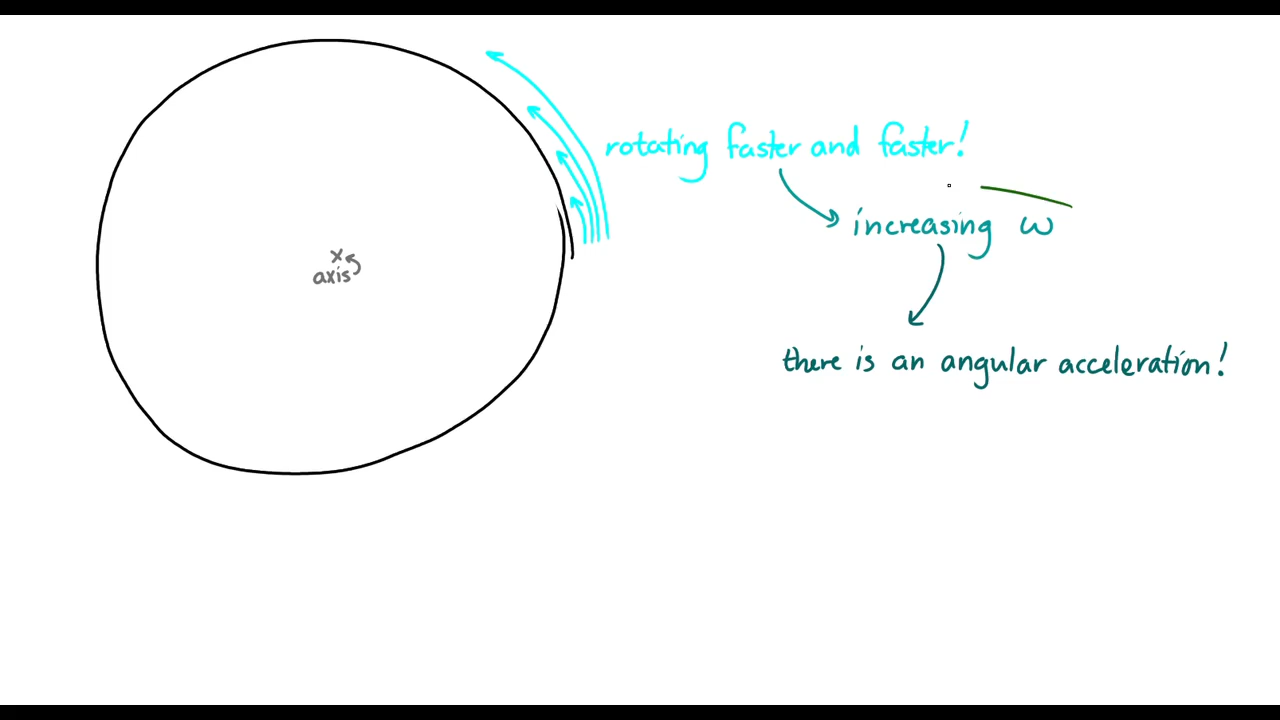 rotating faster and faster!
increasing ω
x
axis
there is an angular acceleration!